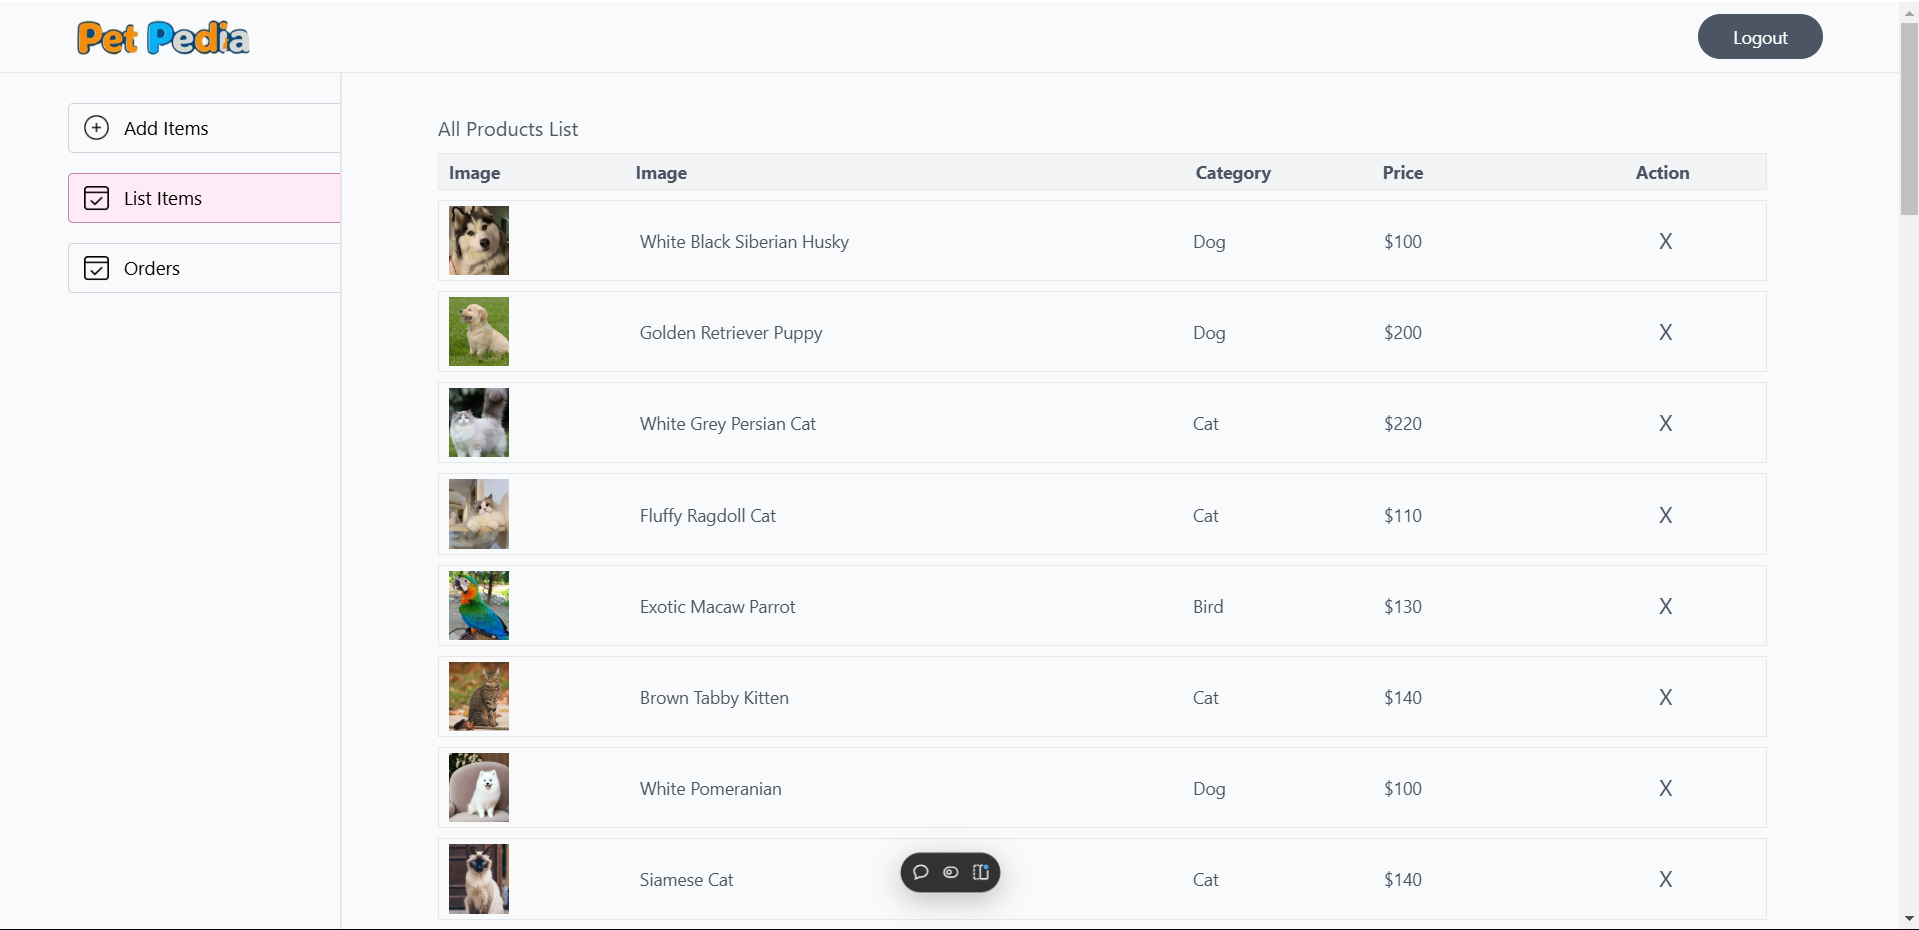 Pet Pedia
Logout
Add Items
List Items
Orders
All Products List
Image Image Category Price Action
White Black Siberian Husky Dog $100 X
Golden Retriever Puppy Dog $200 X
White Grey Persian Cat Cat $220 X
Fluffy Ragdoll Cat Cat $110 X
Exotic Macaw Parrot Bird $130 X
Brown Tabby Kitten Cat $140 X
White Pomeranian Dog $100 X
Siamese Cat Cat $140 X